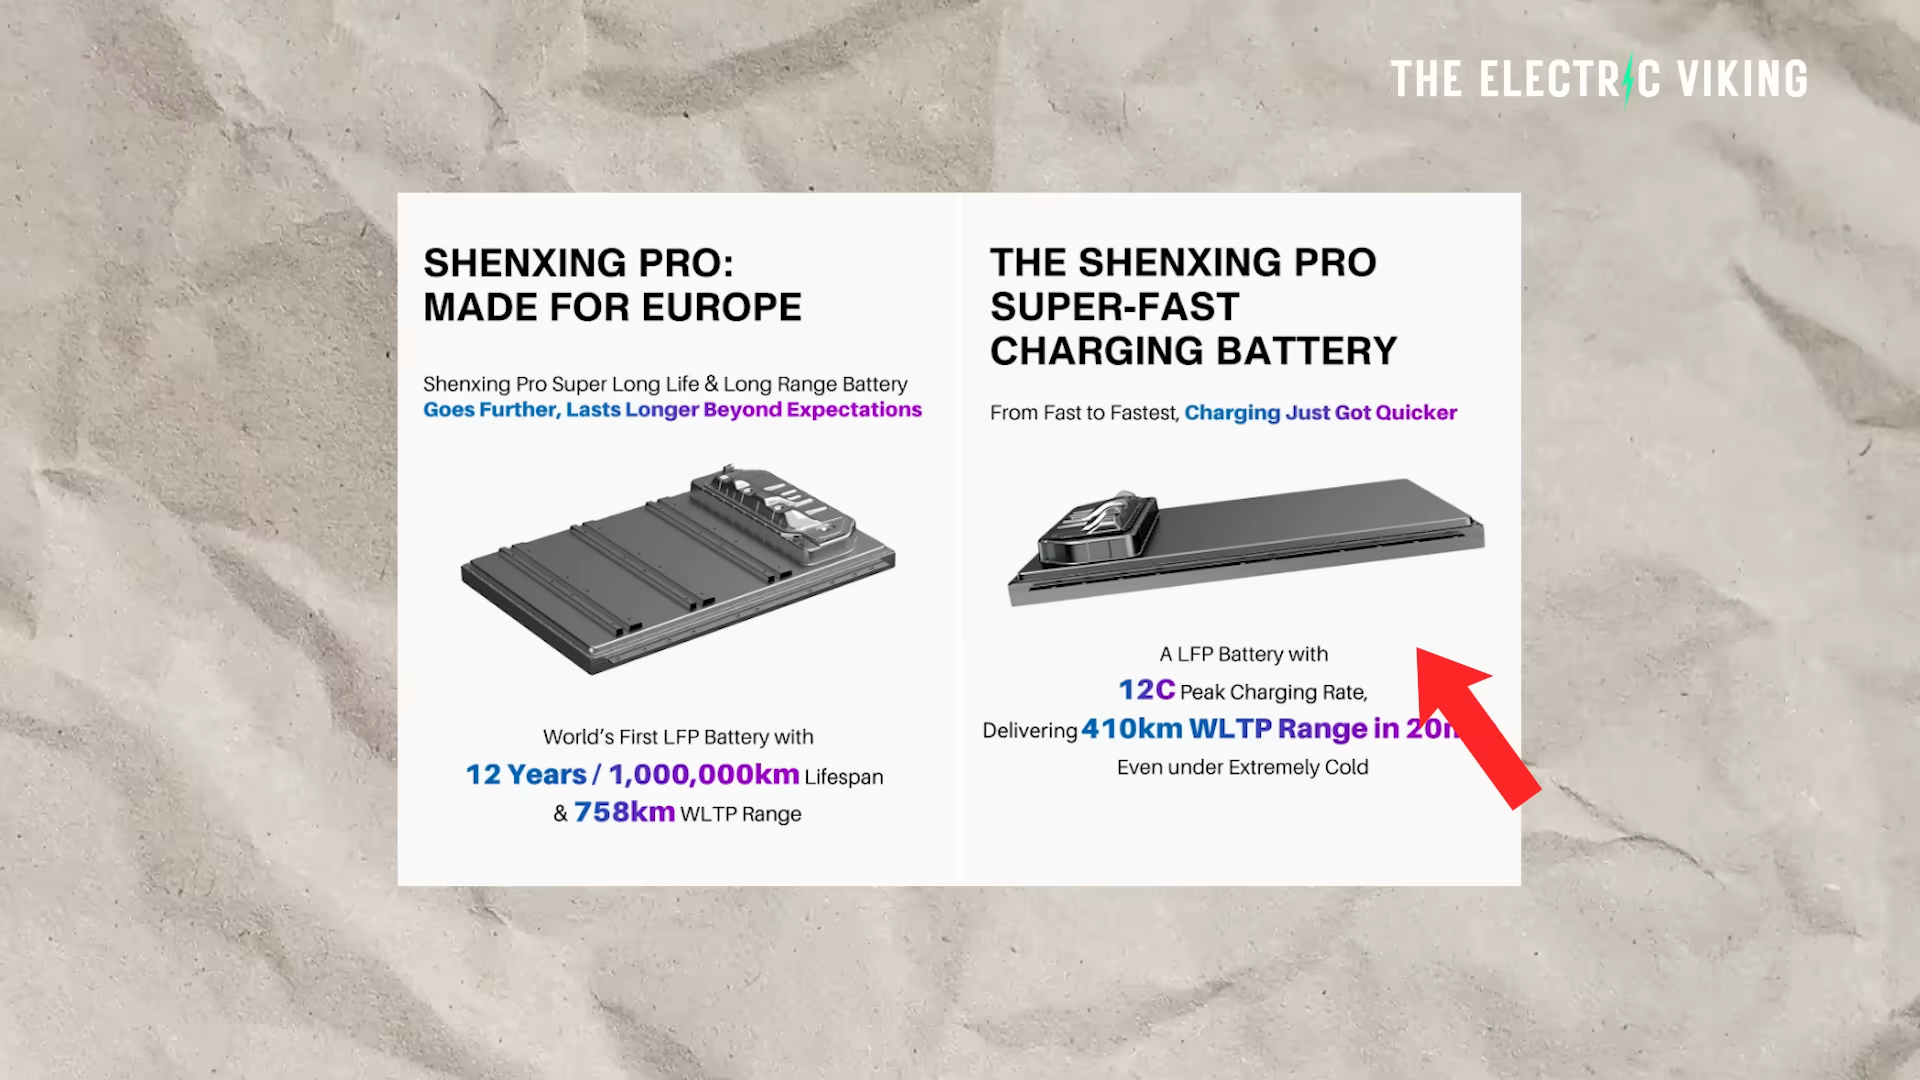 THE ELECTRIC VIKING
SHENXING PRO:
MADE FOR EUROPE
Shenxing Pro Super Long Life & Long Range Battery
Goes Further, Lasts Longer Beyond Expectations
World's First LFP Battery with
12 Years / 1,000,000km Lifespan
& 758km WLTP Range
THE SHENXING PRO
SUPER-FAST
CHARGING BATTERY
From Fast to Fastest, Charging Just Got Quicker
A LFP Battery with
12C Peak Charging Rate,
Delivering 410km WLTP Range in
Even under Extremely Cold